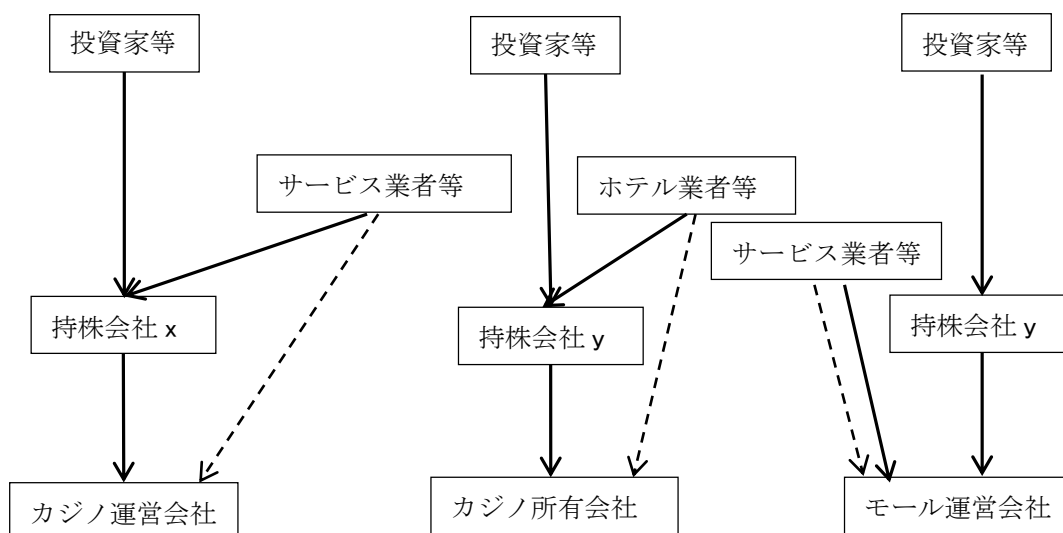 投資家等
投資家等
投資家等
サービス業者等
ホテル業者等
サービス業者等
持株会社 x
持株会社 y
持株会社 y
カジノ運営会社
カジノ所有会社
モール運営会社